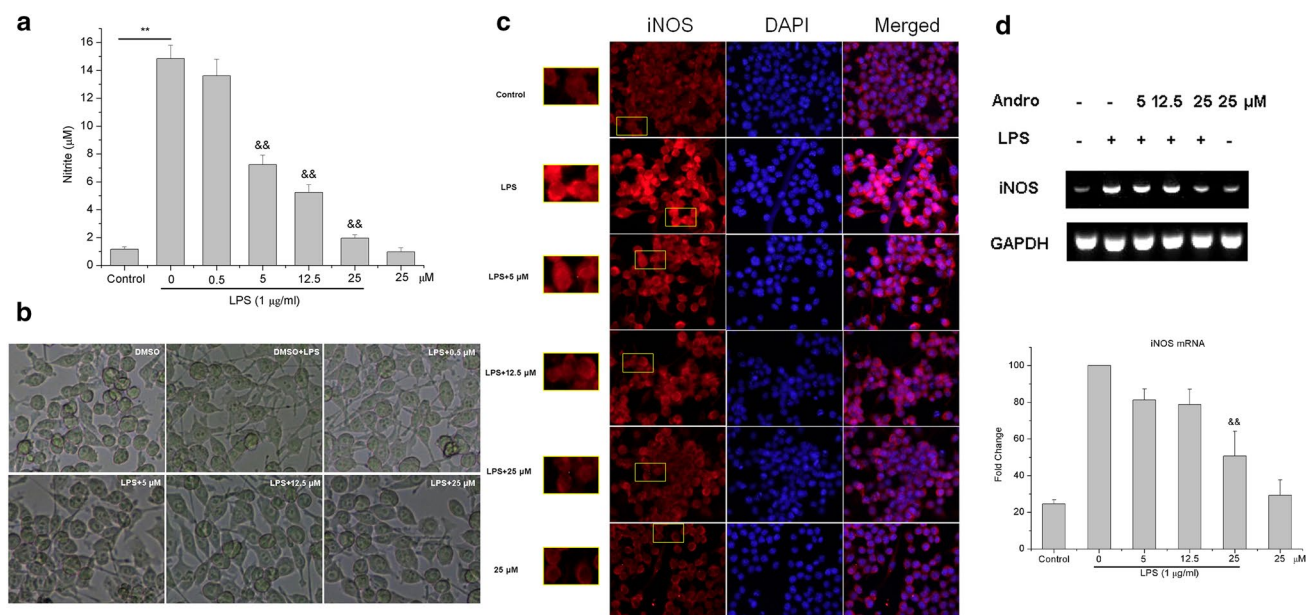 a
**
16
14
12
10
8
6
4
2
0
Nitrite (μM)
&&
&&
&&
Control 0 0.5 5 12.5 25 25 μM
LPS (1 μg/ml)
b
DMSO
DMSO+LPS
LPS+0.5 μM
LPS+5 μM
LPS+12.5 μM
LPS+25 μM
c
iNOS DAPI Merged
Control
LPS
LPS+5 μM
LPS+12.5 μM
LPS+25 μM
25 μM
d
Andro - - 5 12.5 25 25 μM
LPS - + + + + -
iNOS
GAPDH
iNOS mRNA
100
80
60
40
20
0
Fold Change
&&
Control 0 5 12.5 25 25 μM
LPS (1 μg/ml)